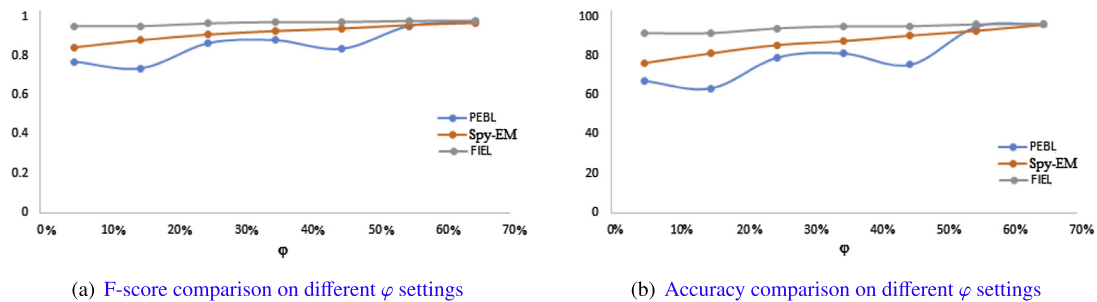 1
0.8
0.6
0.4
0.2
0
0% 10% 20% 30% 40% 50% 60% 70%
φ
PEBL
Spy-EM
FIEL
(a) F-score comparison on different φ settings
100
80
60
40
20
0
0% 10% 20% 30% 40% 50% 60% 70%
φ
PEBL
Spy-EM
FIEL
(b) Accuracy comparison on different φ settings